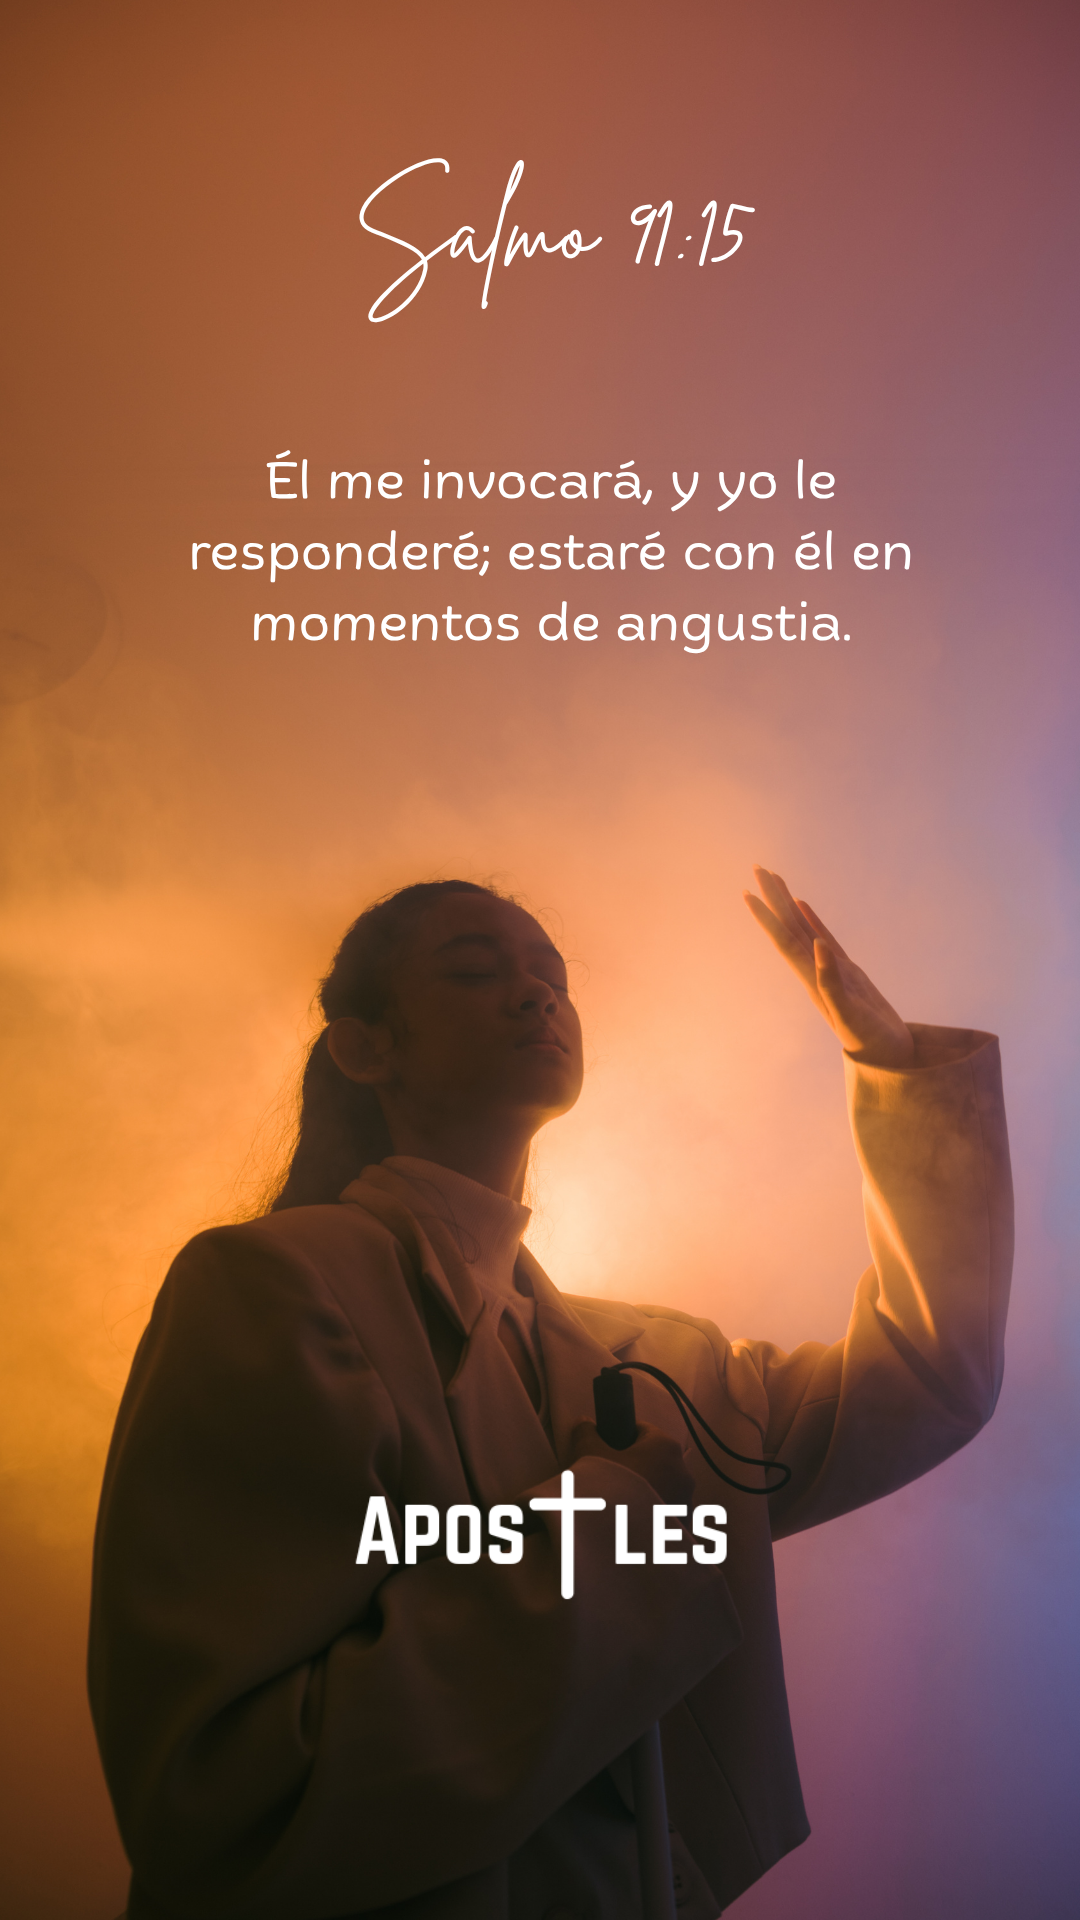 Salmo 91:15
Él me invocará, y yo le
responderé; estaré con él en
momentos de angustia.
APOSTLES